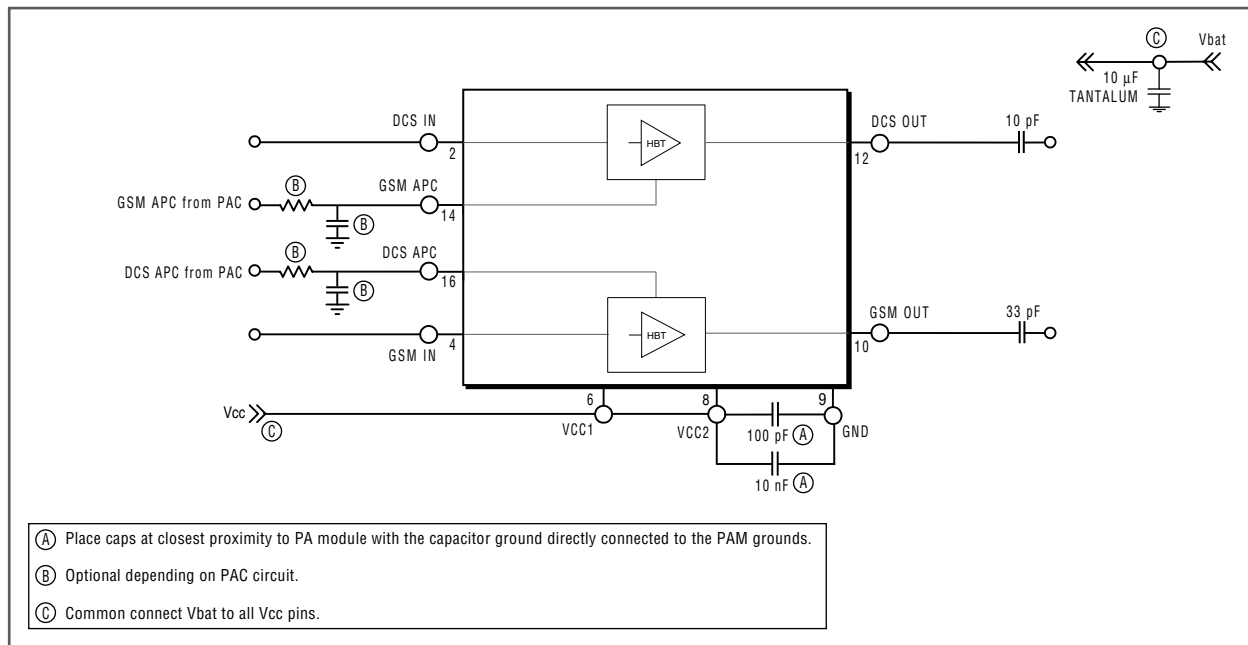 C Vbat
10 µF
TANTALUM
DCS IN
2
HBT
DCS OUT
12
10 pF
B
GSM APC from PAC
GSM APC
14
B
B
DCS APC from PAC
DCS APC
16
B
GSM IN
4
HBT
GSM OUT
10
33 pF
Vcc
C
6
VCC1
8
VCC2
9
GND
100 pF A
10 nF A
A Place caps at closest proximity to PA module with the capacitor ground directly connected to the PAM grounds.
B Optional depending on PAC circuit.
C Common connect Vbat to all Vcc pins.